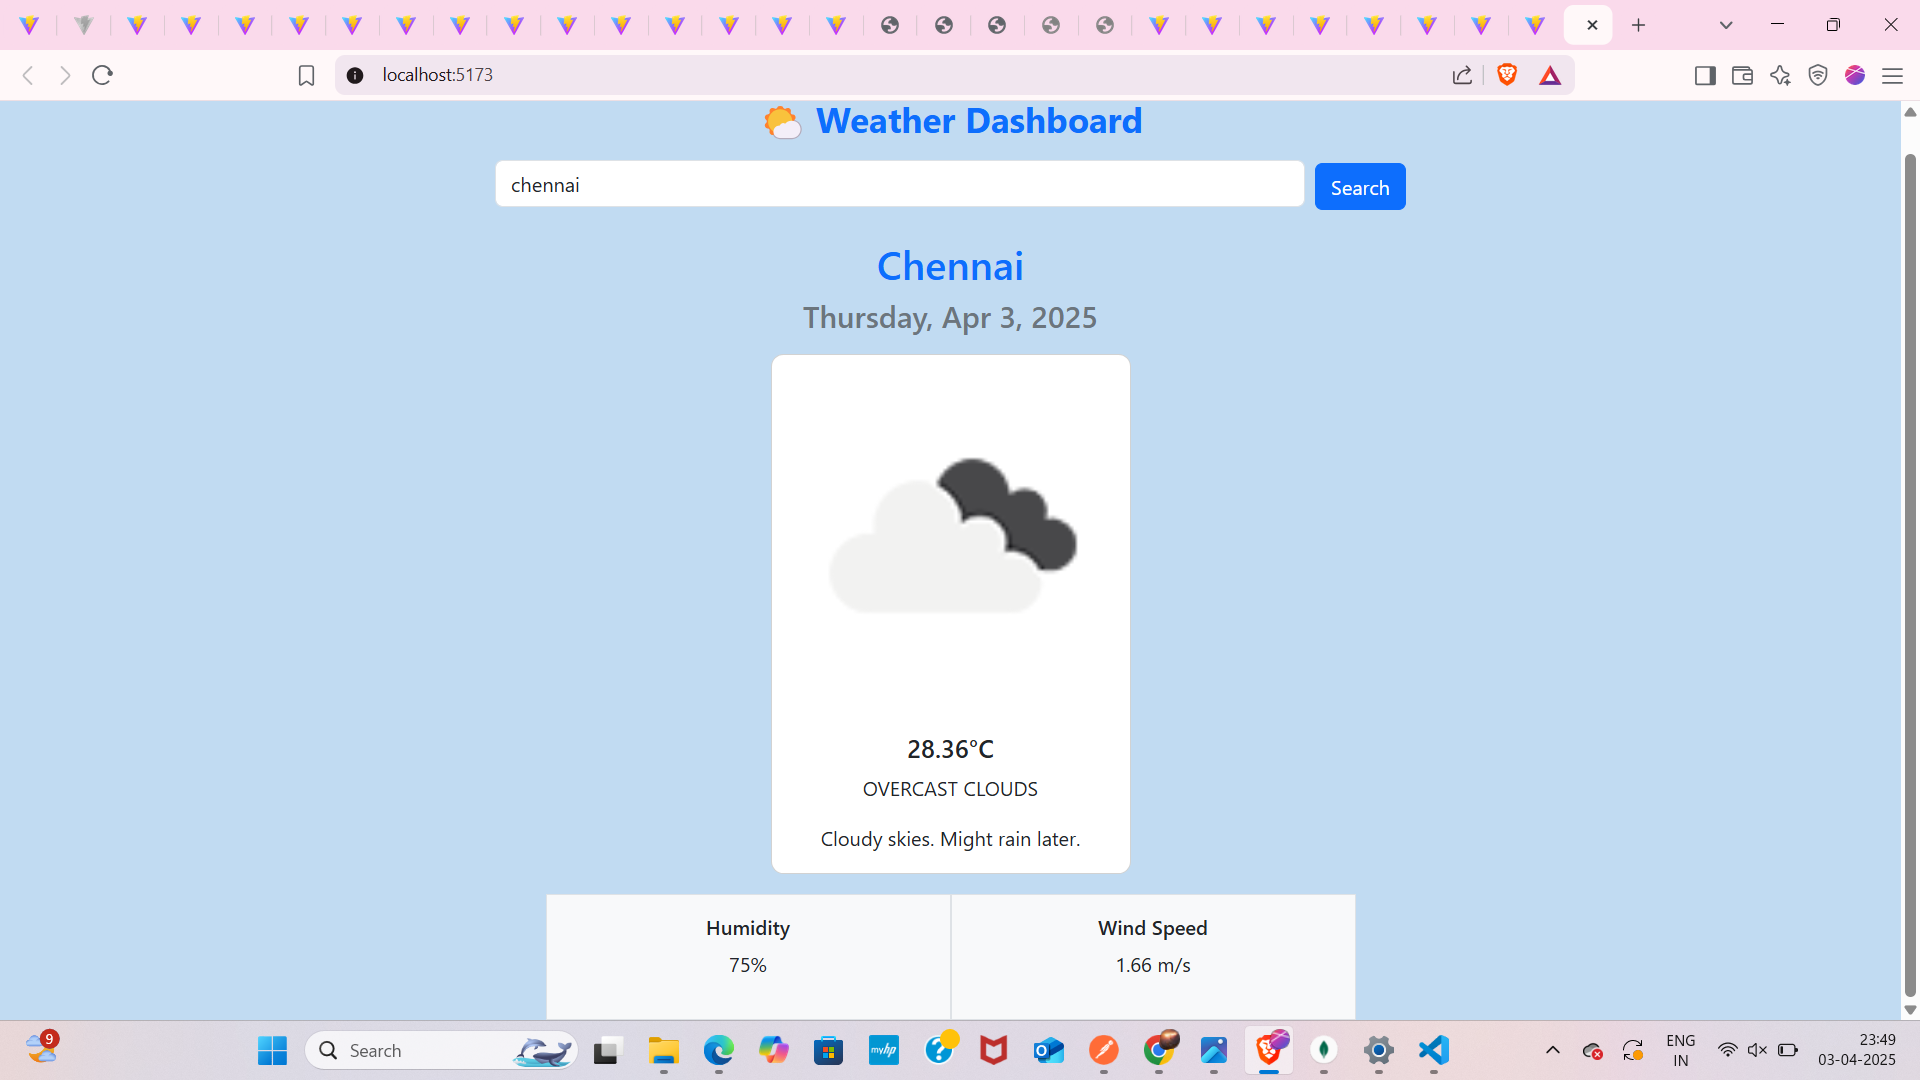 localhost:5173
Weather Dashboard
chennai
Search
Chennai
Thursday, Apr 3, 2025
28.36°C
OVERCAST CLOUDS
Cloudy skies. Might rain later.
Humidity
Wind Speed
75%
1.66 m/s
9
Search
myhp
ENG
IN
23:49
03-04-2025